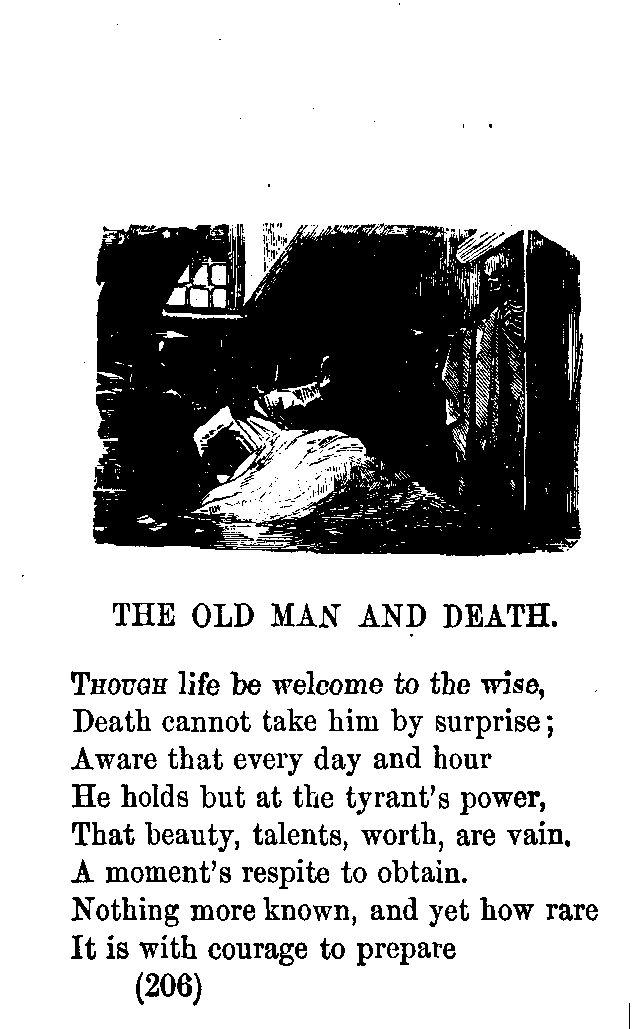 THE OLD MAN AND DEATH.
THOUGH life be welcome to the wise,
Death cannot take him by surprise;
Aware that every day and hour
He holds but at the tyrant's power,
That beauty, talents, worth, are vain.
A moment's respite to obtain.
Nothing more known, and yet how rare
It is with courage to prepare
(206)